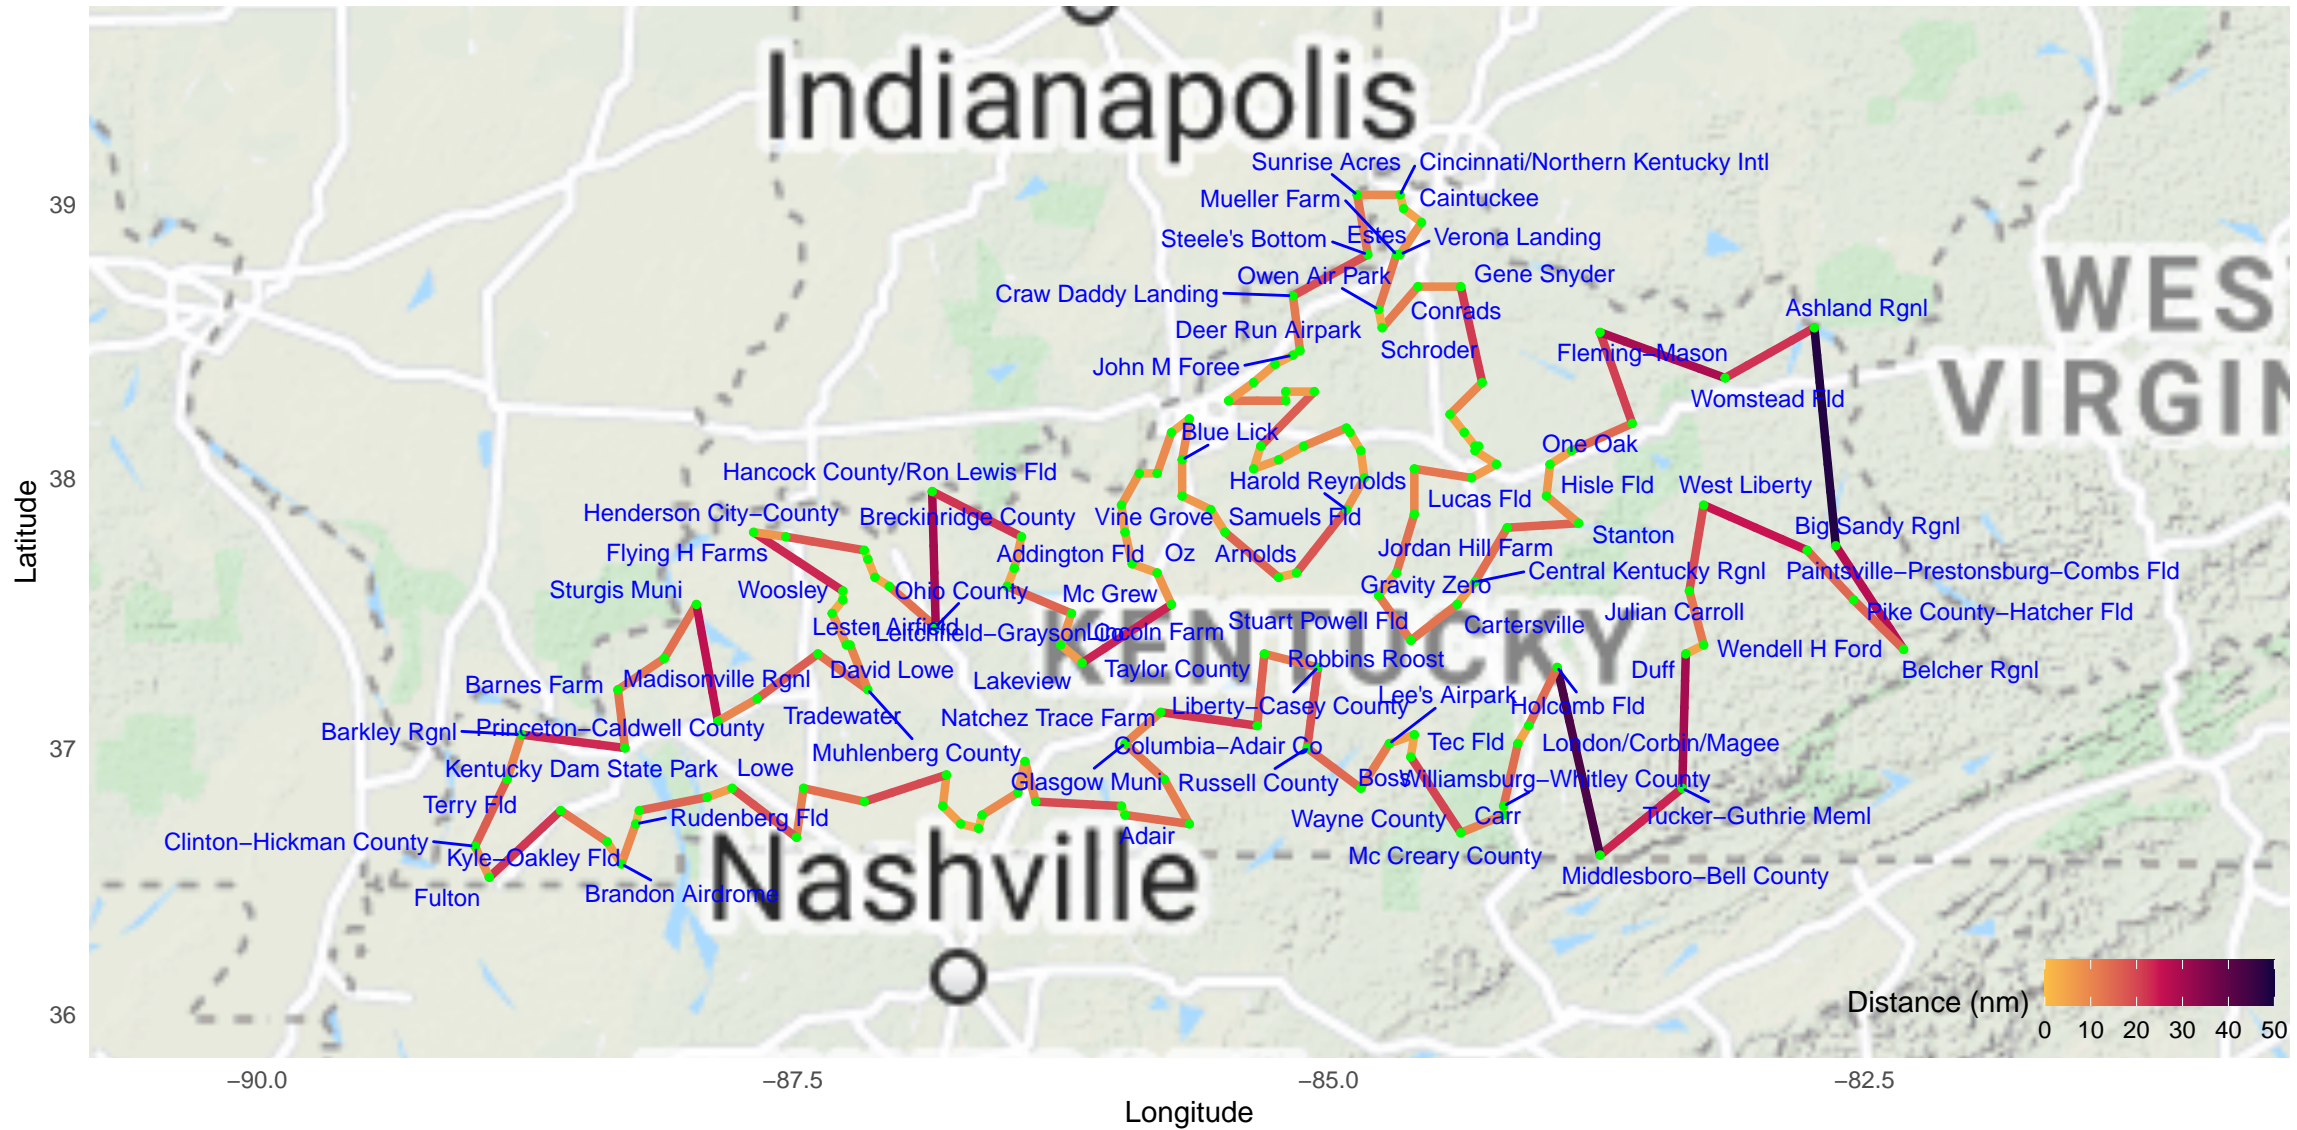 Indianapolis
Sunrise Acres
Cincinnati/Northern Kentucky Intl
Mueller Farm
Caintuckee
39
Steele's Bottom
Estes
Verona Landing
Owen Air Park
Gene Snyder
Craw Daddy Landing
Conrads
Ashland Rgnl
WES
Deer Run Airpark
Schroder
Fleming−Mason
John M Foree
VIRGIN
Womstead Fld
Blue Lick
One Oak
38
Hancock County/Ron Lewis Fld
Harold Reynolds
Lucas Fld
Hisle Fld
West Liberty
Henderson City−County
Breckinridge County
Vine Grove
Samuels Fld
Big Sandy Rgnl
Stanton
Flying H Farms
Addington Fld
Oz
Arnolds
Jordan Hill Farm
Central Kentucky Rgnl
Paintsville−Prestonsburg−Combs Fld
Sturgis Muni
Woosley
Ohio County
Mc Grew
Gravity Zero
Julian Carroll
Pike County−Hatcher Fld
Lester Airfield
Leitchfield−Grayson Co
Lincoln Farm
Stuart Powell Fld
Cartersville
KENTUCKY
Wendell H Ford
Barnes Farm
Madisonville Rgnl
David Lowe
Lakeview
Taylor County
Robbins Roost
Duff
Belcher Rgnl
Lee's Airpark
Barkley Rgnl
Princeton−Caldwell County
Tradewater
Natchez Trace Farm
Liberty−Casey County
Holcomb Fld
37
Muhlenberg County
Columbia−Adair Co
Tec Fld
London/Corbin/Magee
Kentucky Dam State Park
Lowe
Glasgow Muni
Russell County
Boss
Williamsburg−Whitley County
Terry Fld
Rudenberg Fld
Adair
Wayne County
Carr
Tucker−Guthrie Meml
Clinton−Hickman County
Kyle−Oakley Fld
Mc Creary County
Fulton
Brandon Airdrome
Nashville
Middlesboro−Bell County
36
Distance (nm)
0 10 20 30 40 50
−90.0 −87.5 −85.0 −82.5
Longitude
Latitude